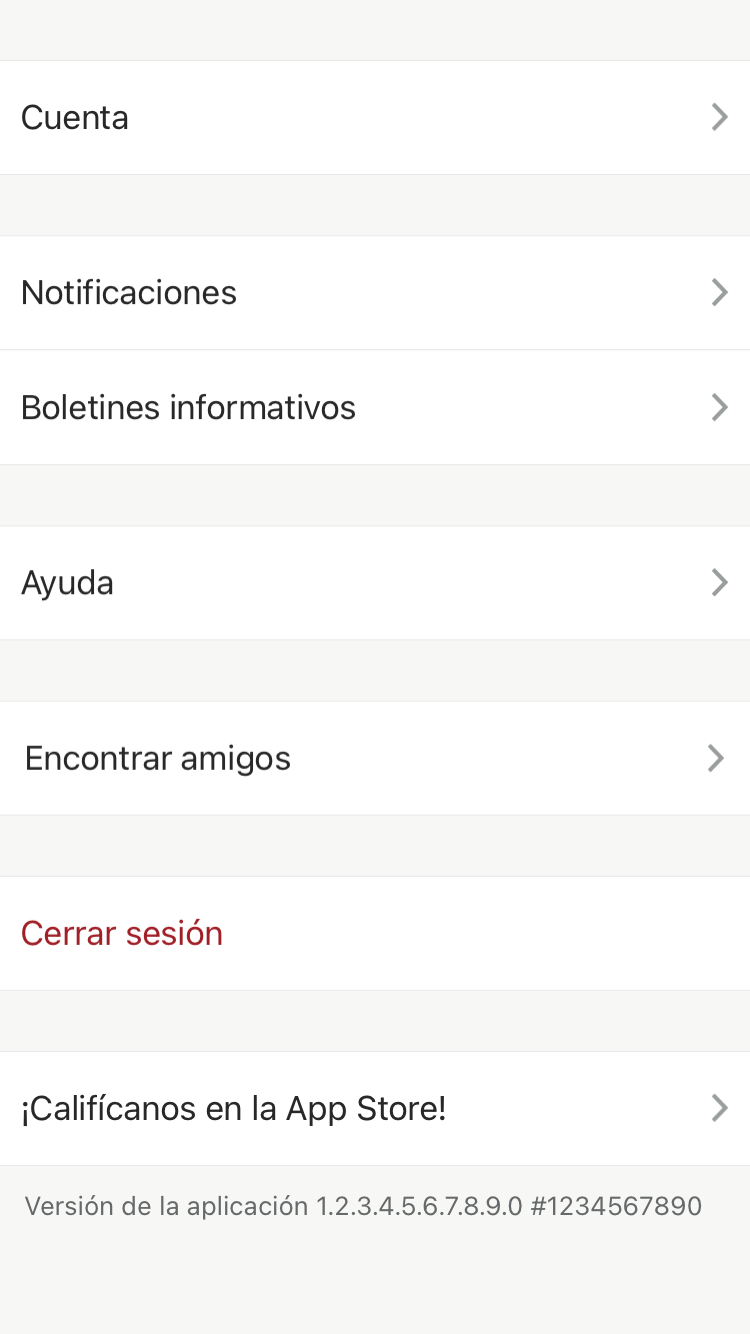 Cuenta
Notificaciones
Boletines informativos
Ayuda
Encontrar amigos
Cerrar sesión
¡Califícanos en la App Store!
Versión de la aplicación 1.2.3.4.5.6.7.8.9.0 #1234567890